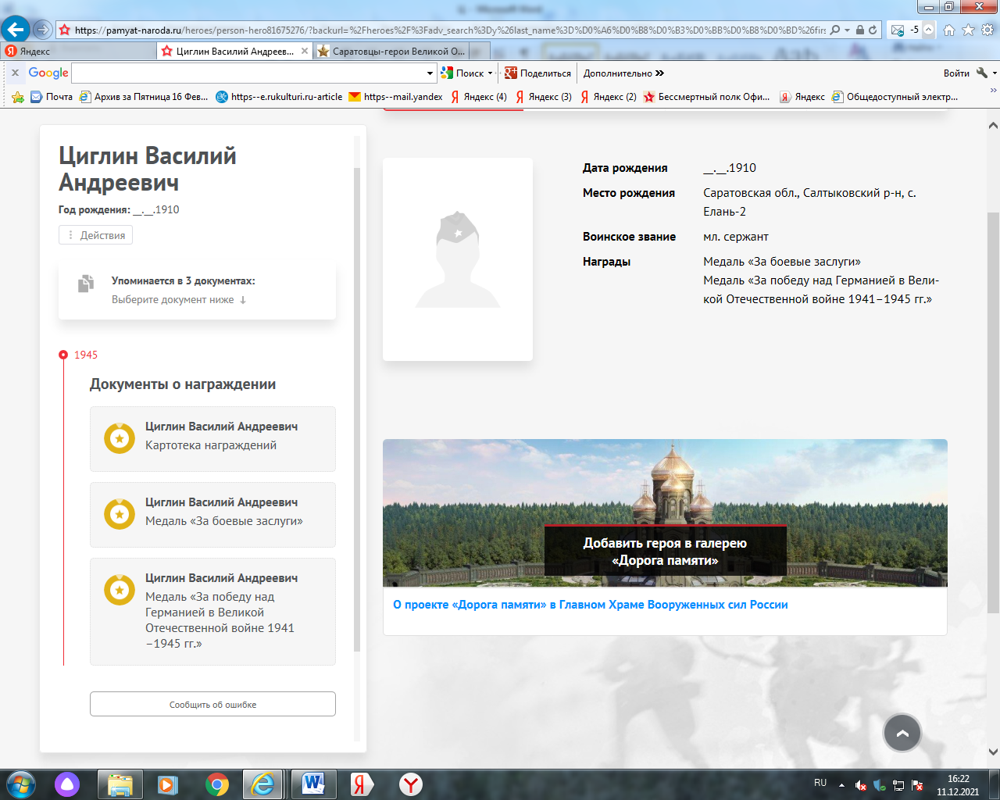 https://pamyat-naroda.ru/heroes/person-hero81675276/?backurl=%2Fheroes%2F%3Fadv_search%3Dy%26last_name%3D%D0%A6%D0%B8%D0%B3%D0%BB%D0%B8%D0%BD%26firs
-5
Яндекс
Циглин Василий Андреев...
Саратовцы-герои Великой О...
Google
Поиск
Поделиться
Дополнительно
Войти
Почта
Архив за Пятница 16 Фев...
https--e.rukulturi.ru-article
https--mail.yandex
Яндекс (4)
Яндекс (3)
Яндекс (2)
Бессмертный полк Офи...
Яндекс
Общедоступный электр...
Циглин Василий
Андреевич
Год рождения: __.__.1910
Действия
Упоминается в 3 документах:
Выберите документ ниже ↓
1945
Документы о награждении
Циглин Василий Андреевич
Картотека награждений
Циглин Василий Андреевич
Медаль «За боевые заслуги»
Циглин Василий Андреевич
Медаль «За победу над
Германией в Великой
Отечественной войне 1941
–1945 гг.»
Сообщить об ошибке
Дата рождения __.__.1910
Место рождения Саратовская обл., Салтыковский р-н, с.
Елань-2
Воинское звание мл. сержант
Награды Медаль «За боевые заслуги»
Медаль «За победу над Германией в Вели-
кой Отечественной войне 1941–1945 гг.»
Добавить героя в галерею
«Дорога памяти»
О проекте «Дорога памяти» в Главном Храме Вооруженных сил России
RU
16:22
11.12.2021